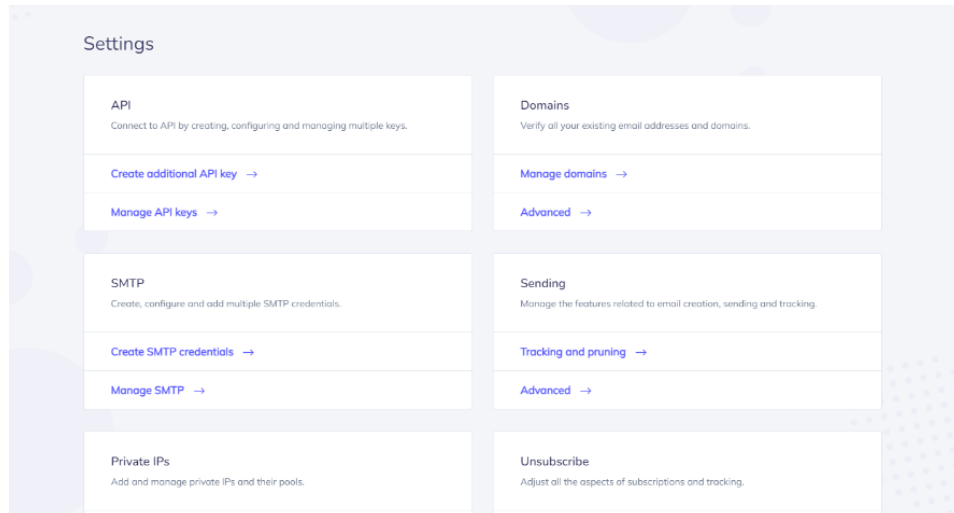 Settings
API
Connect to API by creating, configuring and managing multiple keys.
Create additional API key →
Manage API keys →
Domains
Verify all your existing email addresses and domains.
Manage domains →
Advanced →
SMTP
Create, configure and add multiple SMTP credentials.
Create SMTP credentials →
Manage SMTP →
Sending
Manage the features related to email creation, sending and tracking.
Tracking and pruning →
Advanced →
Private IPs
Add and manage private IPs and their pools.
Unsubscribe
Adjust all the aspects of subscriptions and tracking.